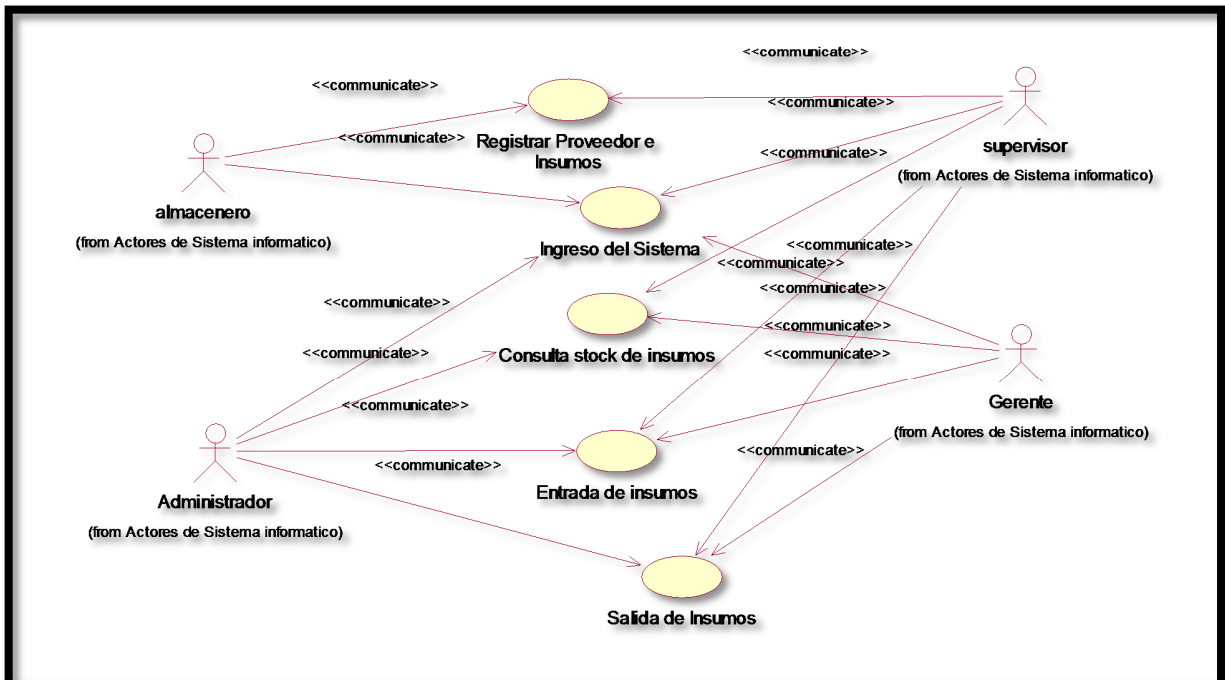 <<communicate>>
<<communicate>>
<<communicate>>
<<communicate>>
Registrar Proveedor e
Insumos
<<communicate>>
supervisor
(from Actores de Sistema informatico)
almacenero
(from Actores de Sistema informatico)
Ingreso del Sistema
<<communicate>>
<<communicate>>
<<communicate>>
<<communicate>>
<<communicate>>
Consulta stock de insumos
<<communicate>>
<<communicate>>
Gerente
(from Actores de Sistema informatico)
<<communicate>>
<<communicate>>
<<communicate>>
Administrador
(from Actores de Sistema informatico)
Entrada de insumos
Salida de Insumos